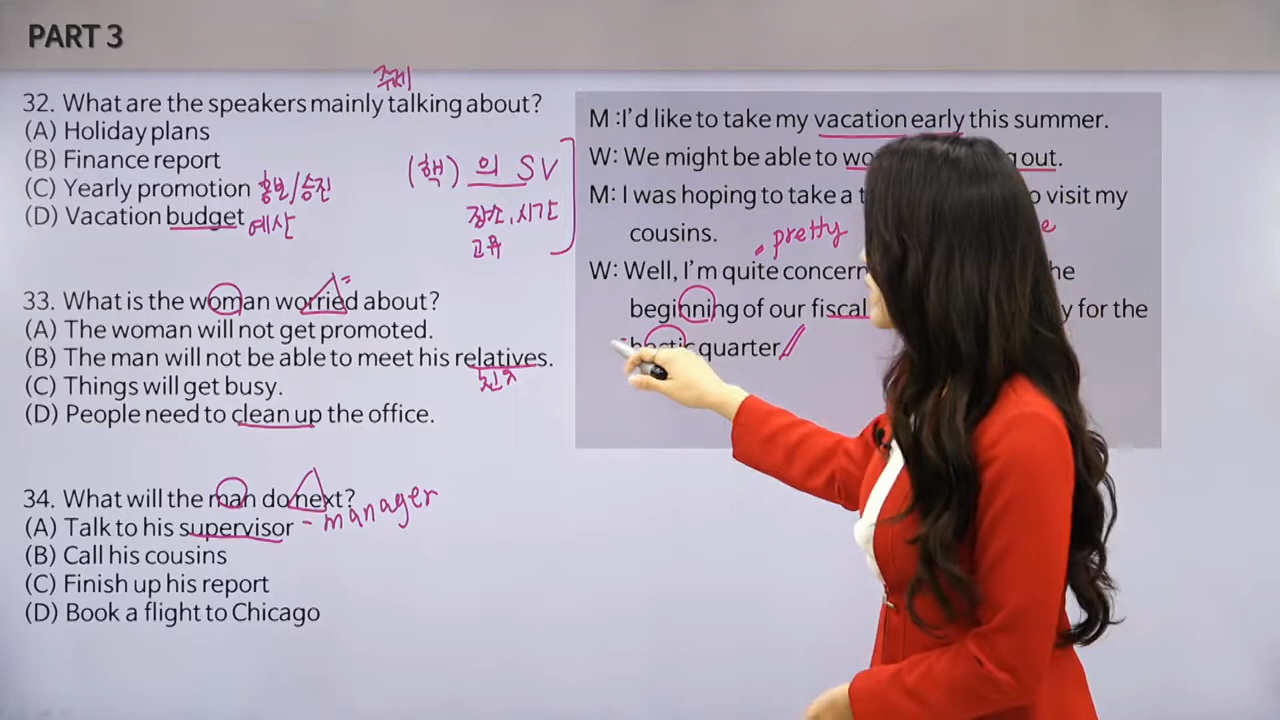 PART 3
주제
32. What are the speakers mainly talking about?
(A) Holiday plans
(B) Finance report
(C) Yearly promotion 홍보/승진
(D) Vacation budget 예산
(핵) 의 SV
장소, 시간
고유
33. What is the woman worried about?
(A) The woman will not get promoted.
(B) The man will not be able to meet his relatives.
친척
(C) Things will get busy.
(D) People need to clean up the office.
34. What will the man do next?
(A) Talk to his supervisor - manager
(B) Call his cousins
(C) Finish up his report
(D) Book a flight to Chicago
M :I'd like to take my vacation early this summer.
W: We might be able to out.
M: I was hoping to take a visit my
cousins.
pretty
W: Well, I'm quite
beginning of our fiscal for the
hectic quarter